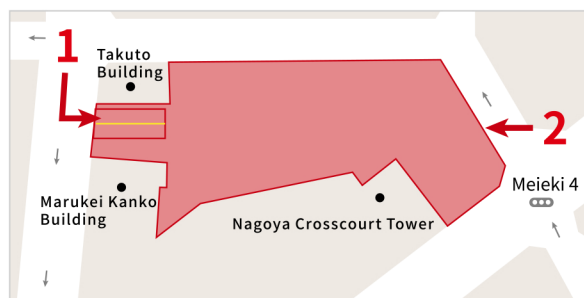 1
Takuto
Building
2
Meieki 4
Marukei Kanko
Building
Nagoya Crosscourt Tower